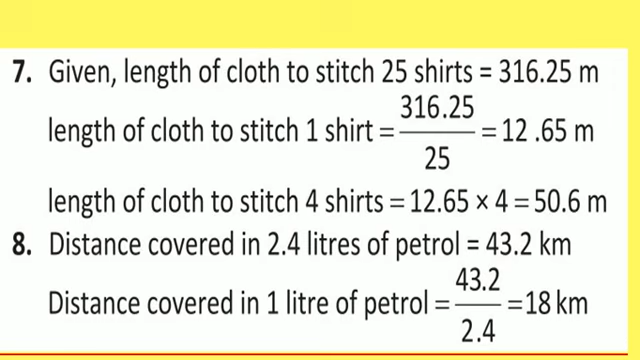 7. Given, length of cloth to stitch 25 shirts = 316.25 m
length of cloth to stitch 1 shirt = 316.25/25 = 12 .65 m
length of cloth to stitch 4 shirts = 12.65 × 4 = 50.6 m
8. Distance covered in 2.4 litres of petrol = 43.2 km
Distance covered in 1 litre of petrol = 43.2/2.4 = 18 km